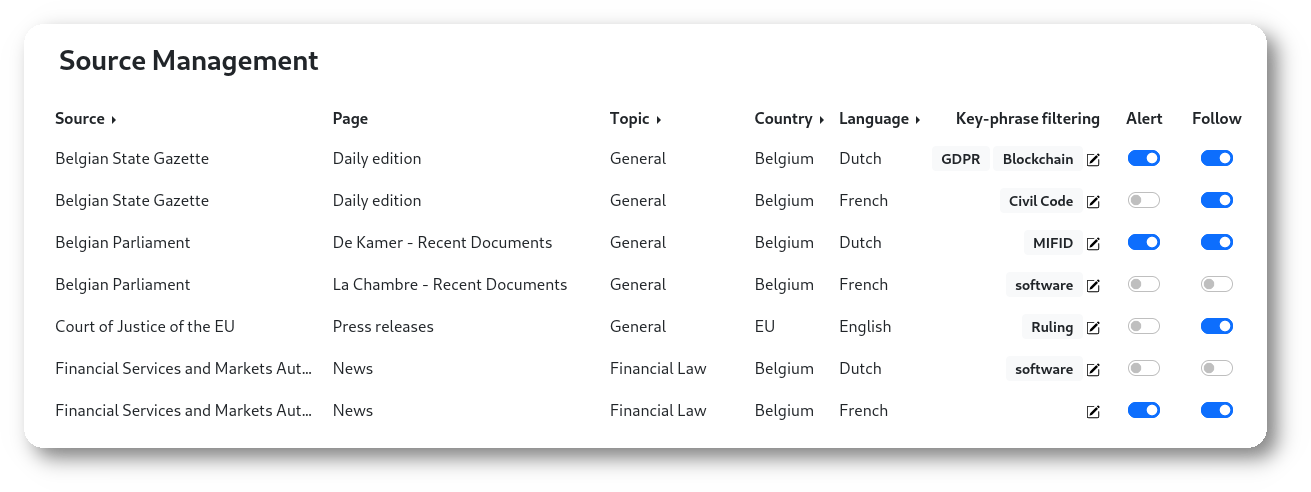 Source Management
Source Page Topic Country Language Key-phrase filtering Alert Follow
Belgian State Gazette Daily edition General Belgium Dutch GDPR Blockchain
Belgian State Gazette Daily edition General Belgium French Civil Code
Belgian Parliament De Kamer - Recent Documents General Belgium Dutch MIFID
Belgian Parliament La Chambre - Recent Documents General Belgium French software
Court of Justice of the EU Press releases General EU English Ruling
Financial Services and Markets Aut... News Financial Law Belgium Dutch software
Financial Services and Markets Aut... News Financial Law Belgium French